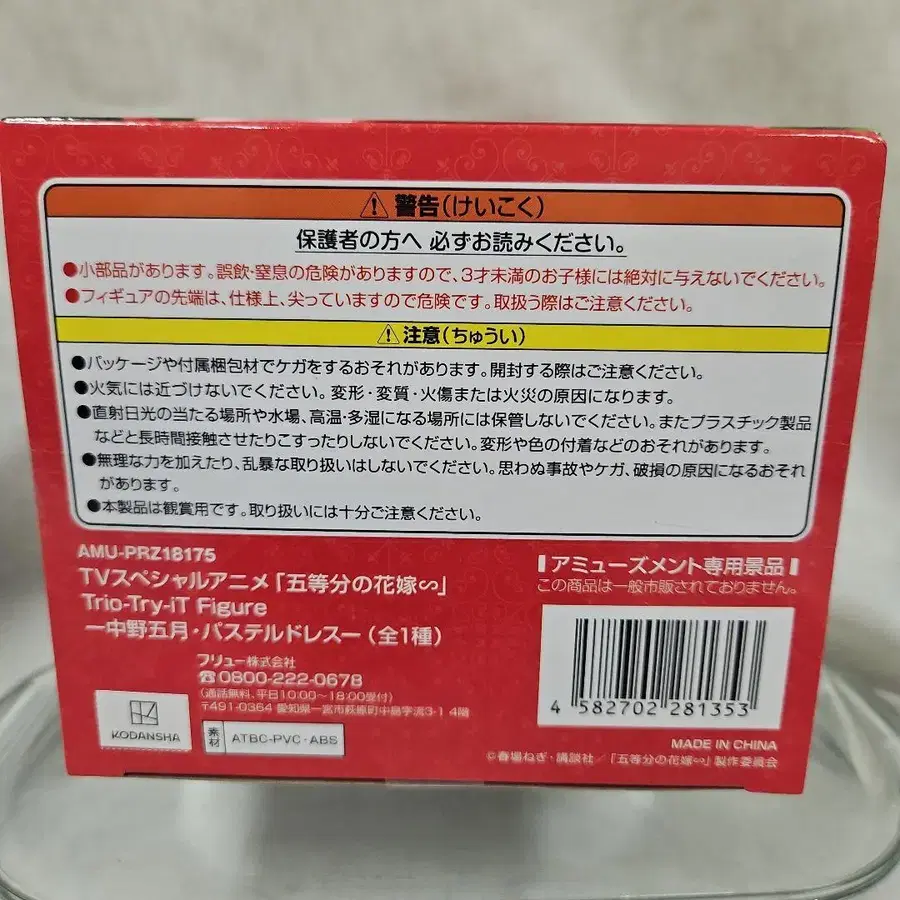 ⚠ 警告(けいこく)
保護者の方へ 必ずお読みください。
●小部品があります。誤飲・窒息の危険がありますので、3才未満のお子様には絶対に与えないでください。
●フィギュアの先端は、仕様上、尖っていますので危険です。取扱う際はご注意ください。
⚠ 注意(ちゅうい)
●パッケージや付属梱包材でケガをするおそれがあります。開封する際はご注意ください。
●火気には近づけないでください。変形・変質・火傷または火災の原因になります。
●直射日光の当たる場所や水場、高温・多湿になる場所には保管しないでください。またプラスチック製品
などと長時間接触させたりこすったりしないでください。変形や色の付着などのおそれがあります。
●無理な力を加えたり、乱暴な取り扱いはしないでください。思わぬ事故やケガ、破損の原因になるおそれ
があります。
●本製品は観賞用です。取り扱いには十分ご注意ください。
AMU-PRZ18175
TVスペシャルアニメ「五等分の花嫁∽」
Trio-Try-iT Figure
ー中野五月・パステルドレスー(全1種)
フリュー株式会社
☎0800-222-0678
(通話無料、平日10:00〜18:00受付)
〒491-0364 愛知県一宮市萩原町中島字流3-1 4階
KODANSHA
素材 ATBC-PVC・ABS
アミューズメント専用景品
この商品は一般市販されておりません。
4 582702 281353
MADE IN CHINA
©春場ねぎ・講談社/「五等分の花嫁∽」製作委員会